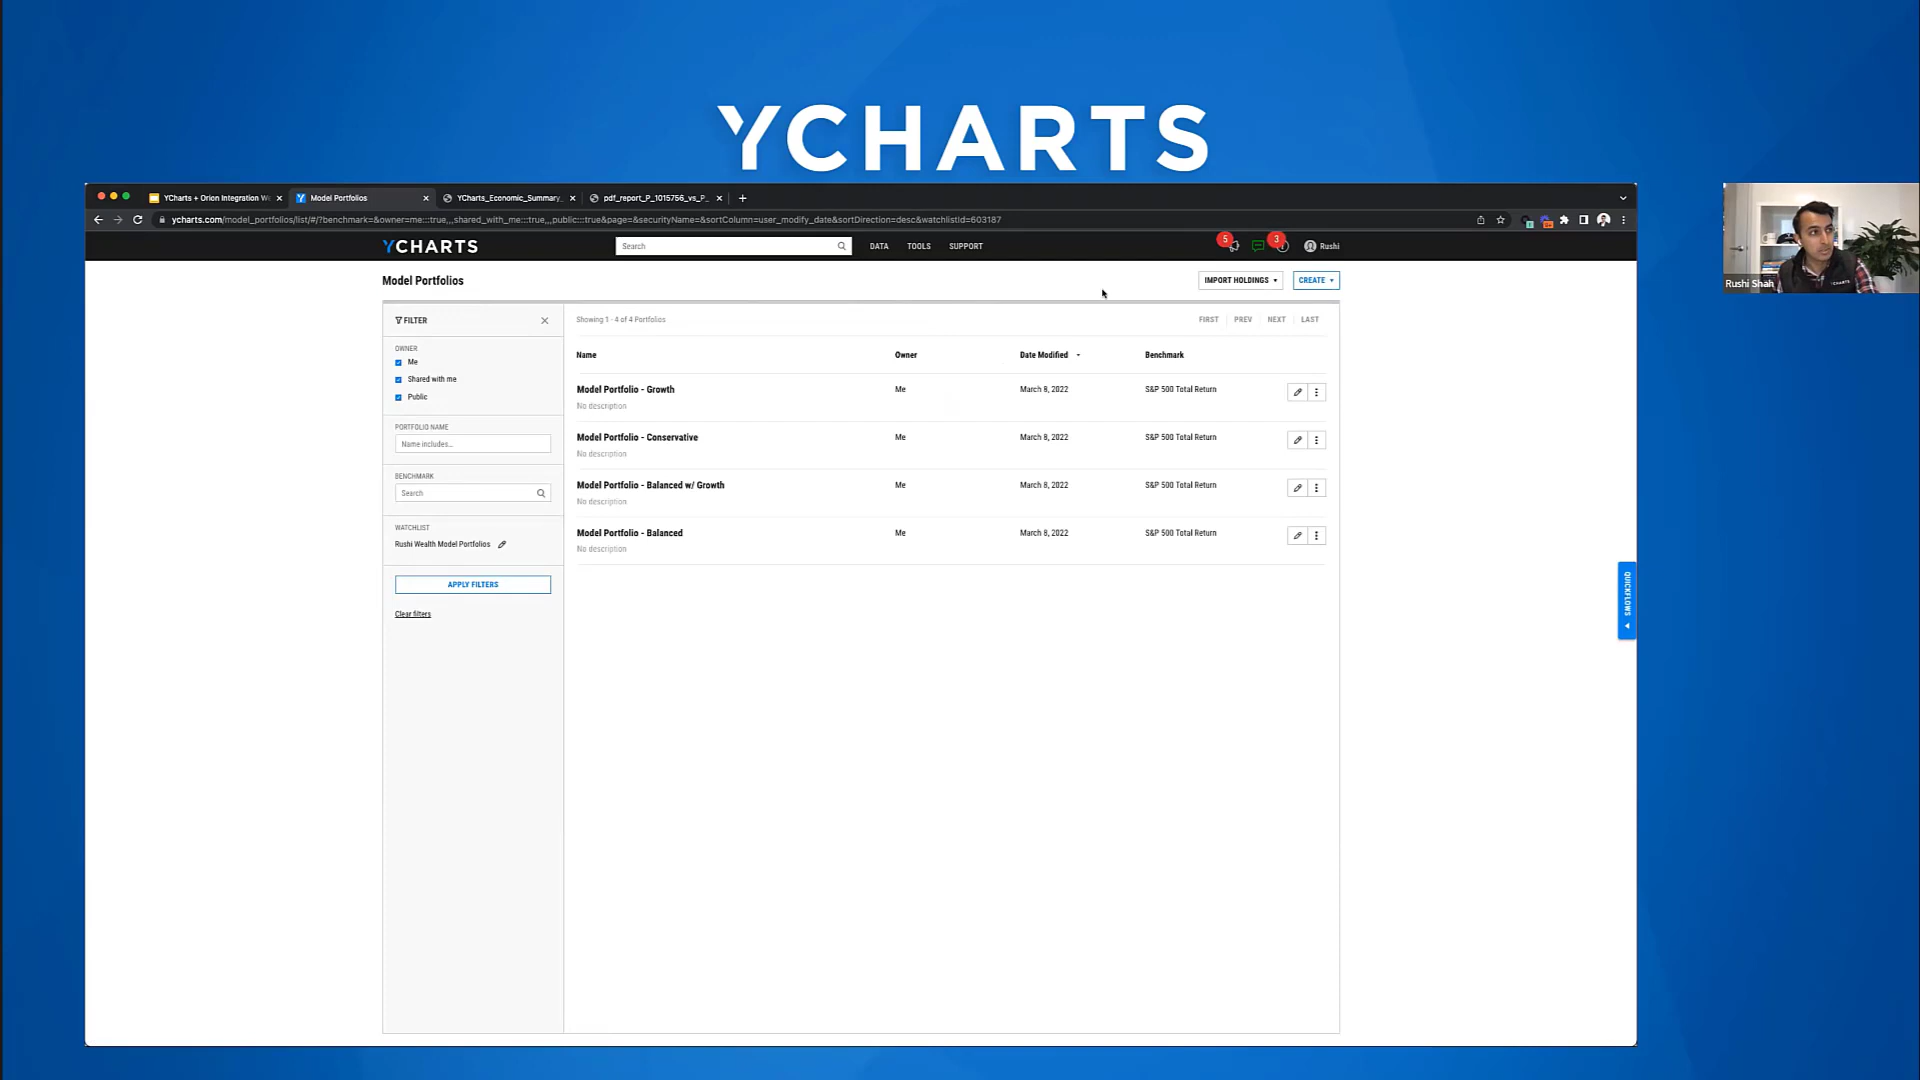 YCHARTS
YCharts + Orion Integration W
Model Portfolios
YCharts_Economic_Summary_
pdf_report_P_1015756_vs_P_
ycharts.com/model_portfolios/list/#/?benchmark=&owner=me:::true,,,shared_with_me:::true,,,public:::true&page=&securityName=&sortColumn=user_modify_date&sortDirection=desc&watchlistId=603187
YCHARTS
Search
DATA
TOOLS
SUPPORT
5
3
Rushi
Rushi Shah
YCHARTS
Model Portfolios
IMPORT HOLDINGS
CREATE
FILTER
Showing 1 - 4 of 4 Portfolios
FIRST
PREV
NEXT
LAST
OWNER
Me
Shared with me
Public
PORTFOLIO NAME
Name includes...
BENCHMARK
Search
WATCHLIST
Rushi Wealth Model Portfolios
APPLY FILTERS
Clear filters
Name Owner Date Modified Benchmark
Model Portfolio - Growth Me March 8, 2022 S&P 500 Total Return
No description
Model Portfolio - Conservative Me March 8, 2022 S&P 500 Total Return
No description
Model Portfolio - Balanced w/ Growth Me March 8, 2022 S&P 500 Total Return
No description
Model Portfolio - Balanced Me March 8, 2022 S&P 500 Total Return
No description
QUICKFLOWS